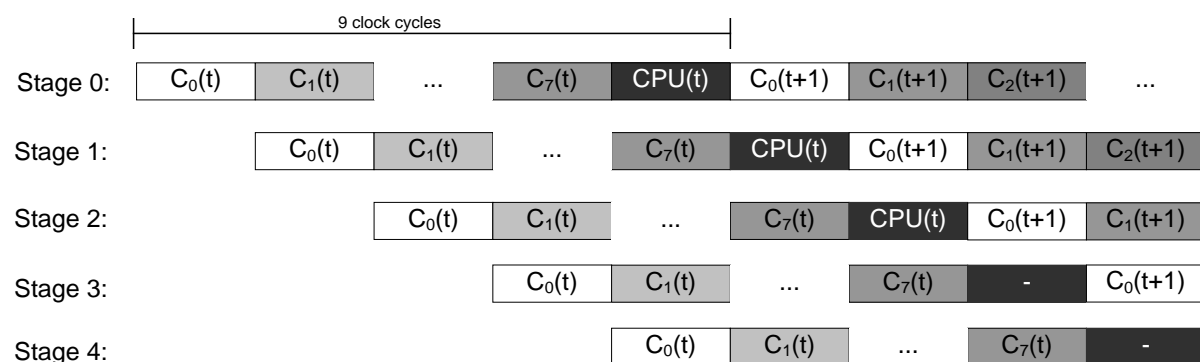 9 clock cycles
Stage 0: C₀(t) C₁(t) ... C₇(t) CPU(t) C₀(t+1) C₁(t+1) C₂(t+1) ...
Stage 1: C₀(t) C₁(t) ... C₇(t) CPU(t) C₀(t+1) C₁(t+1) C₂(t+1)
Stage 2: C₀(t) C₁(t) ... C₇(t) CPU(t) C₀(t+1) C₁(t+1)
Stage 3: C₀(t) C₁(t) ... C₇(t) - C₀(t+1)
Stage 4: C₀(t) C₁(t) ... C₇(t) -